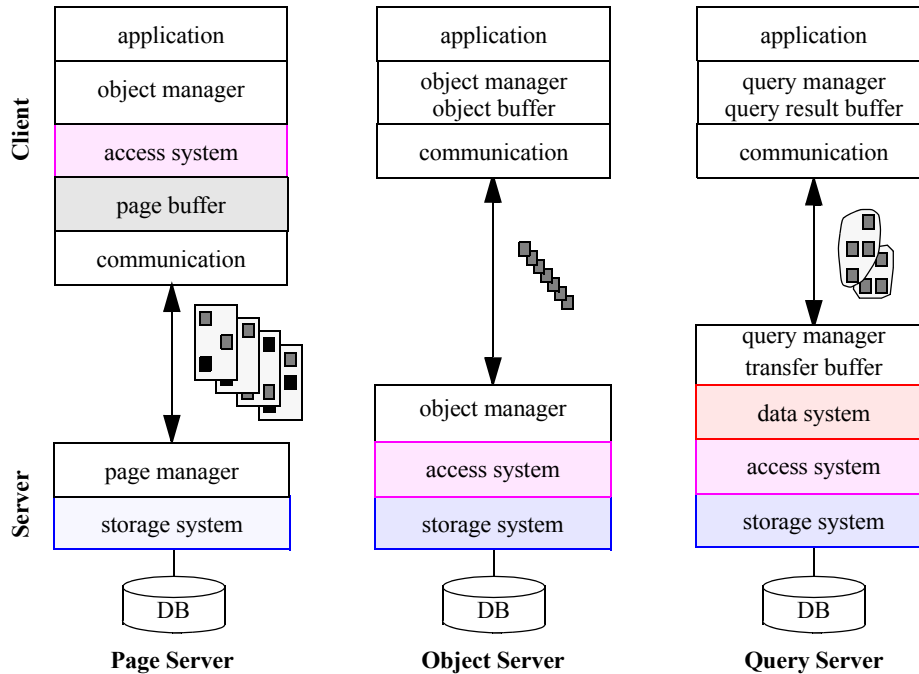 Client
Server
application
object manager
access system
page buffer
communication
page manager
storage system
DB
Page Server
application
object manager
object buffer
communication
object manager
access system
storage system
DB
Object Server
application
query manager
query result buffer
communication
query manager
transfer buffer
data system
access system
storage system
DB
Query Server